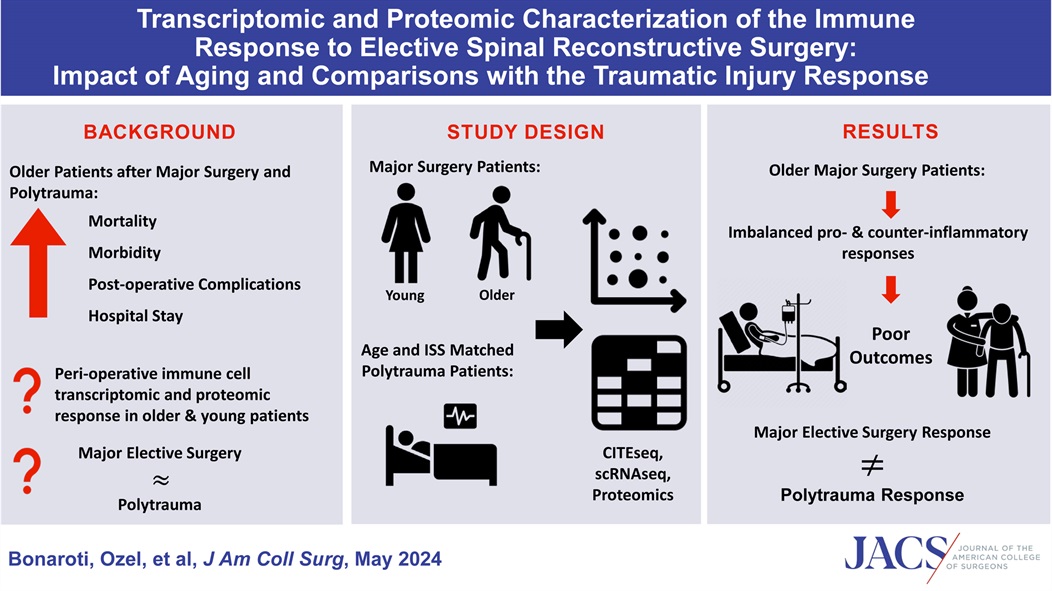 Transcriptomic and Proteomic Characterization of the Immune
Response to Elective Spinal Reconstructive Surgery:
Impact of Aging and Comparisons with the Traumatic Injury Response
BACKGROUND
Older Patients after Major Surgery and
Polytrauma:
Mortality
Morbidity
Post-operative Complications
Hospital Stay
?
Peri-operative immune cell
transcriptomic and proteomic
response in older & young patients
?
Major Elective Surgery
≈
Polytrauma
STUDY DESIGN
Major Surgery Patients:
Young
Older
Age and ISS Matched
Polytrauma Patients:
CITEseq,
scRNAseq,
Proteomics
RESULTS
Older Major Surgery Patients:
Imbalanced pro- & counter-inflammatory
responses
Poor
Outcomes
Major Elective Surgery Response
≠
Polytrauma Response
Bonaroti, Ozel, et al, J Am Coll Surg, May 2024
JACS
JOURNAL OF THE
AMERICAN COLLEGE
OF SURGEONS